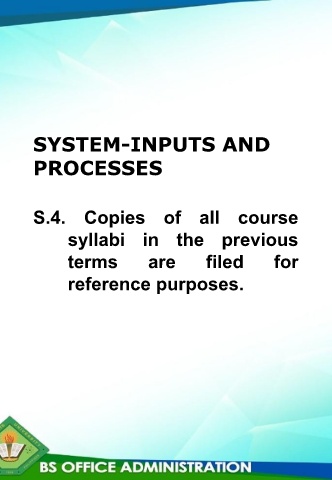 SYSTEM-INPUTS AND
PROCESSES
S.4. Copies of all course
syllabi in the previous
terms are filed for
reference purposes.
BS OFFICE ADMINISTRATION